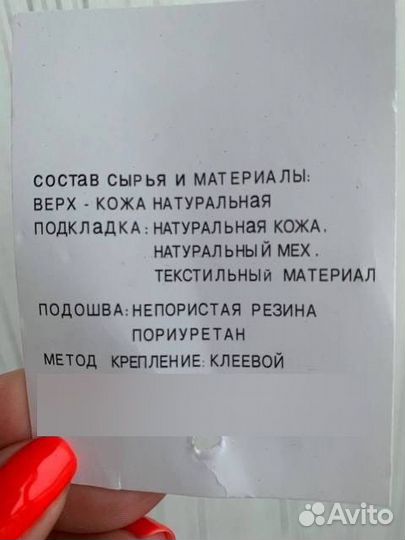 СОСТАВ СЫРЬЯ И МАТЕРИАЛЫ:
ВЕРХ - КОЖА НАТУРАЛЬНАЯ
ПОДКЛАДКА: НАТУРАЛЬНАЯ КОЖА.
НАТУРАЛЬНЫЙ МЕХ.
ТЕКСТИЛЬНЫЙ МАТЕРИАЛ
ПОДОШВА: НЕПОРИСТАЯ РЕЗИНА
ПОРИУРЕТАН
МЕТОД КРЕПЛЕНИЕ: КЛЕЕВОЙ
Avito